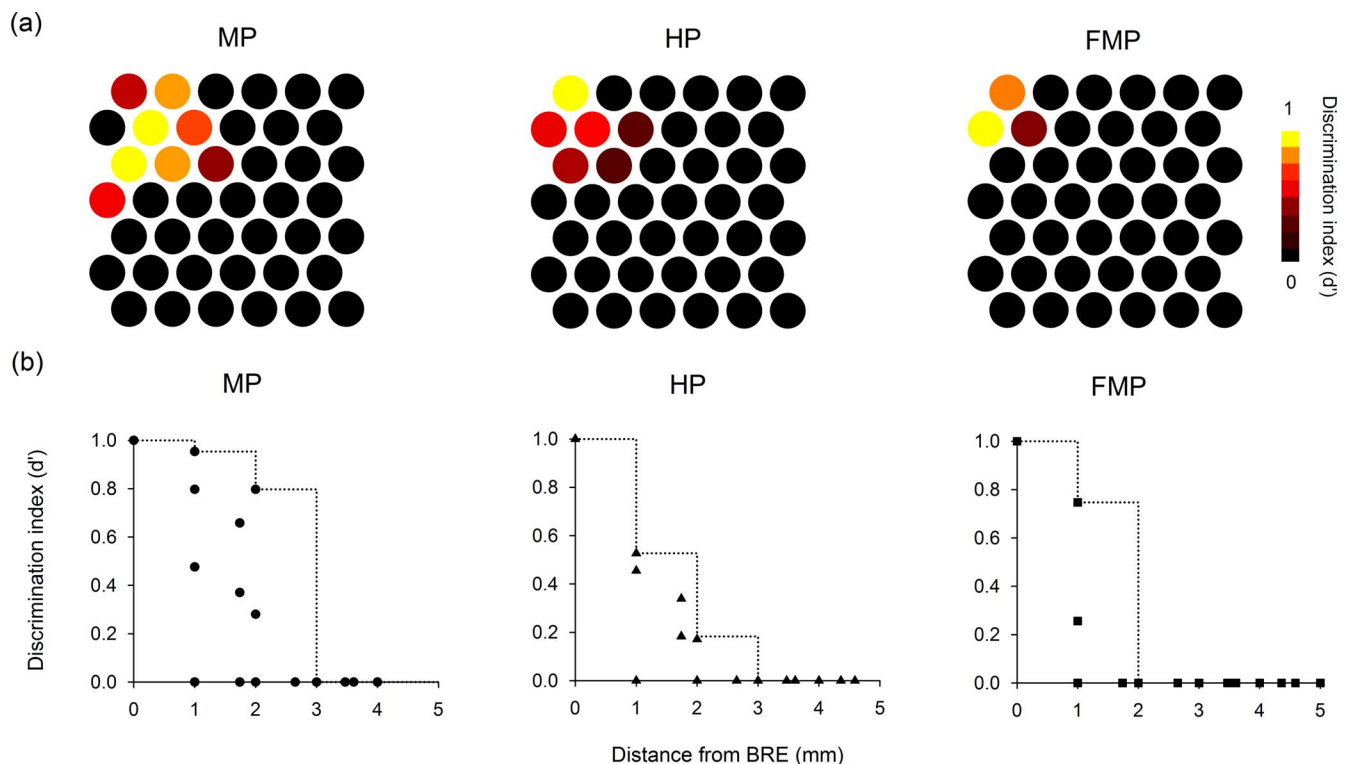 (a)
MP HP FMP
1
Discrimination index (d')
0
(b)
MP HP FMP
Discrimination index (d')
1.0 1.0 1.0
0.8 0.8 0.8
0.6 0.6 0.6
0.4 0.4 0.4
0.2 0.2 0.2
0.0 0.0 0.0
0 1 2 3 4 5 0 1 2 3 4 5 0 1 2 3 4 5
Distance from BRE (mm)